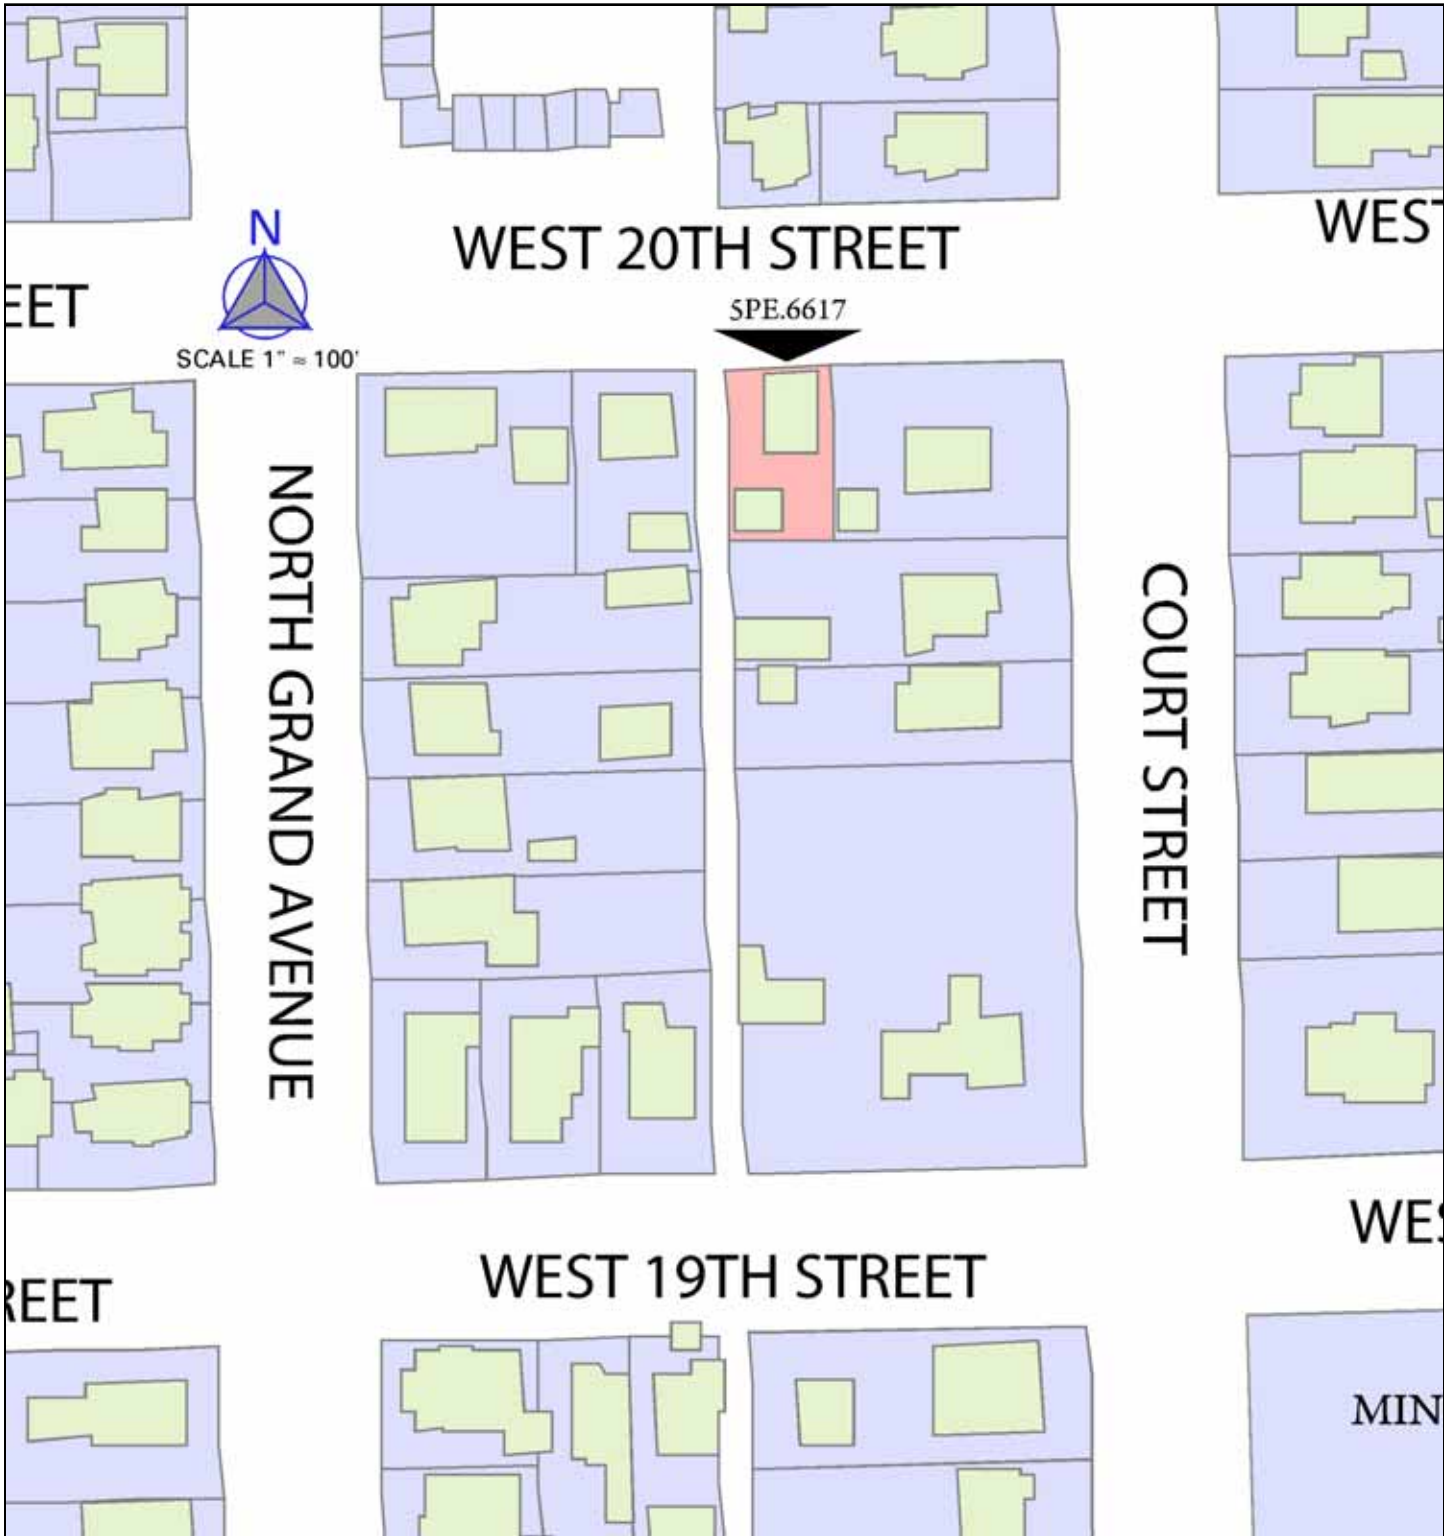 WEST 20TH STREET
WEST
N
EET
5PE.6617
SCALE 1" ≈ 100'
NORTH GRAND AVENUE
COURT STREET
WES
WEST 19TH STREET
REET
MIN